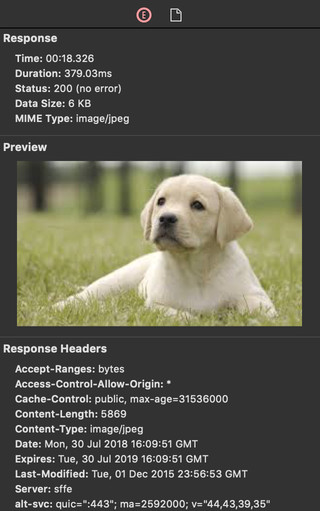 E
Response
Time: 00:18.326
Duration: 379.03ms
Status: 200 (no error)
Data Size: 6 KB
MIME Type: image/jpeg
Preview
Response Headers
Accept-Ranges: bytes
Access-Control-Allow-Origin: *
Cache-Control: public, max-age=31536000
Content-Length: 5869
Content-Type: image/jpeg
Date: Mon, 30 Jul 2018 16:09:51 GMT
Expires: Tue, 30 Jul 2019 16:09:51 GMT
Last-Modified: Tue, 01 Dec 2015 23:56:53 GMT
Server: sffe
alt-svc: quic=":443"; ma=2592000; v="44,43,39,35"